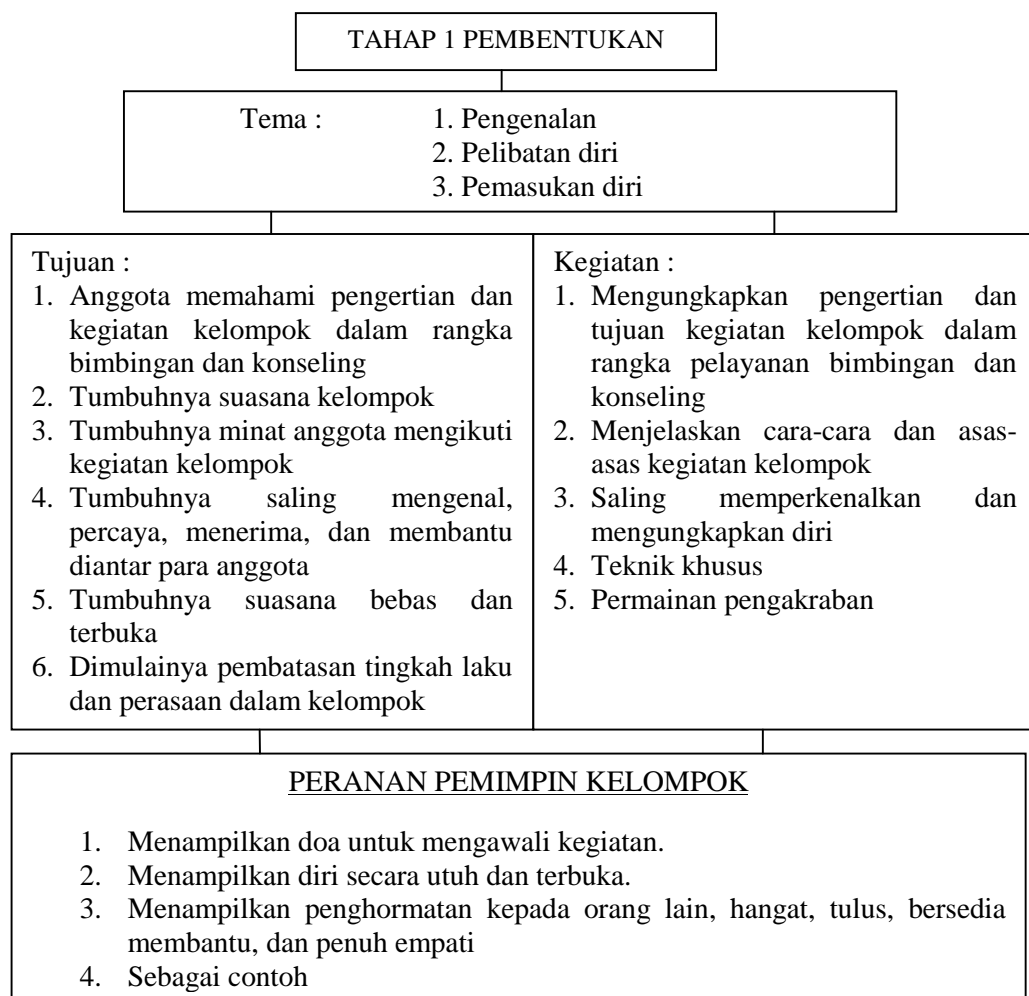 TAHAP 1 PEMBENTUKAN
Tema : 1. Pengenalan
2. Pelibatan diri
3. Pemasukan diri
Tujuan :
1. Anggota memahami pengertian dan
kegiatan kelompok dalam rangka
bimbingan dan konseling
2. Tumbuhnya suasana kelompok
3. Tumbuhnya minat anggota mengikuti
kegiatan kelompok
4. Tumbuhnya saling mengenal,
percaya, menerima, dan membantu
diantar para anggota
5. Tumbuhnya suasana bebas dan
terbuka
6. Dimulainya pembatasan tingkah laku
dan perasaan dalam kelompok
Kegiatan :
1. Mengungkapkan pengertian dan
tujuan kegiatan kelompok dalam
rangka pelayanan bimbingan dan
konseling
2. Menjelaskan cara-cara dan asas-
asas kegiatan kelompok
3. Saling memperkenalkan dan
mengungkapkan diri
4. Teknik khusus
5. Permainan pengakraban
PERANAN PEMIMPIN KELOMPOK
1. Menampilkan doa untuk mengawali kegiatan.
2. Menampilkan diri secara utuh dan terbuka.
3. Menampilkan penghormatan kepada orang lain, hangat, tulus, bersedia
membantu, dan penuh empati
4. Sebagai contoh